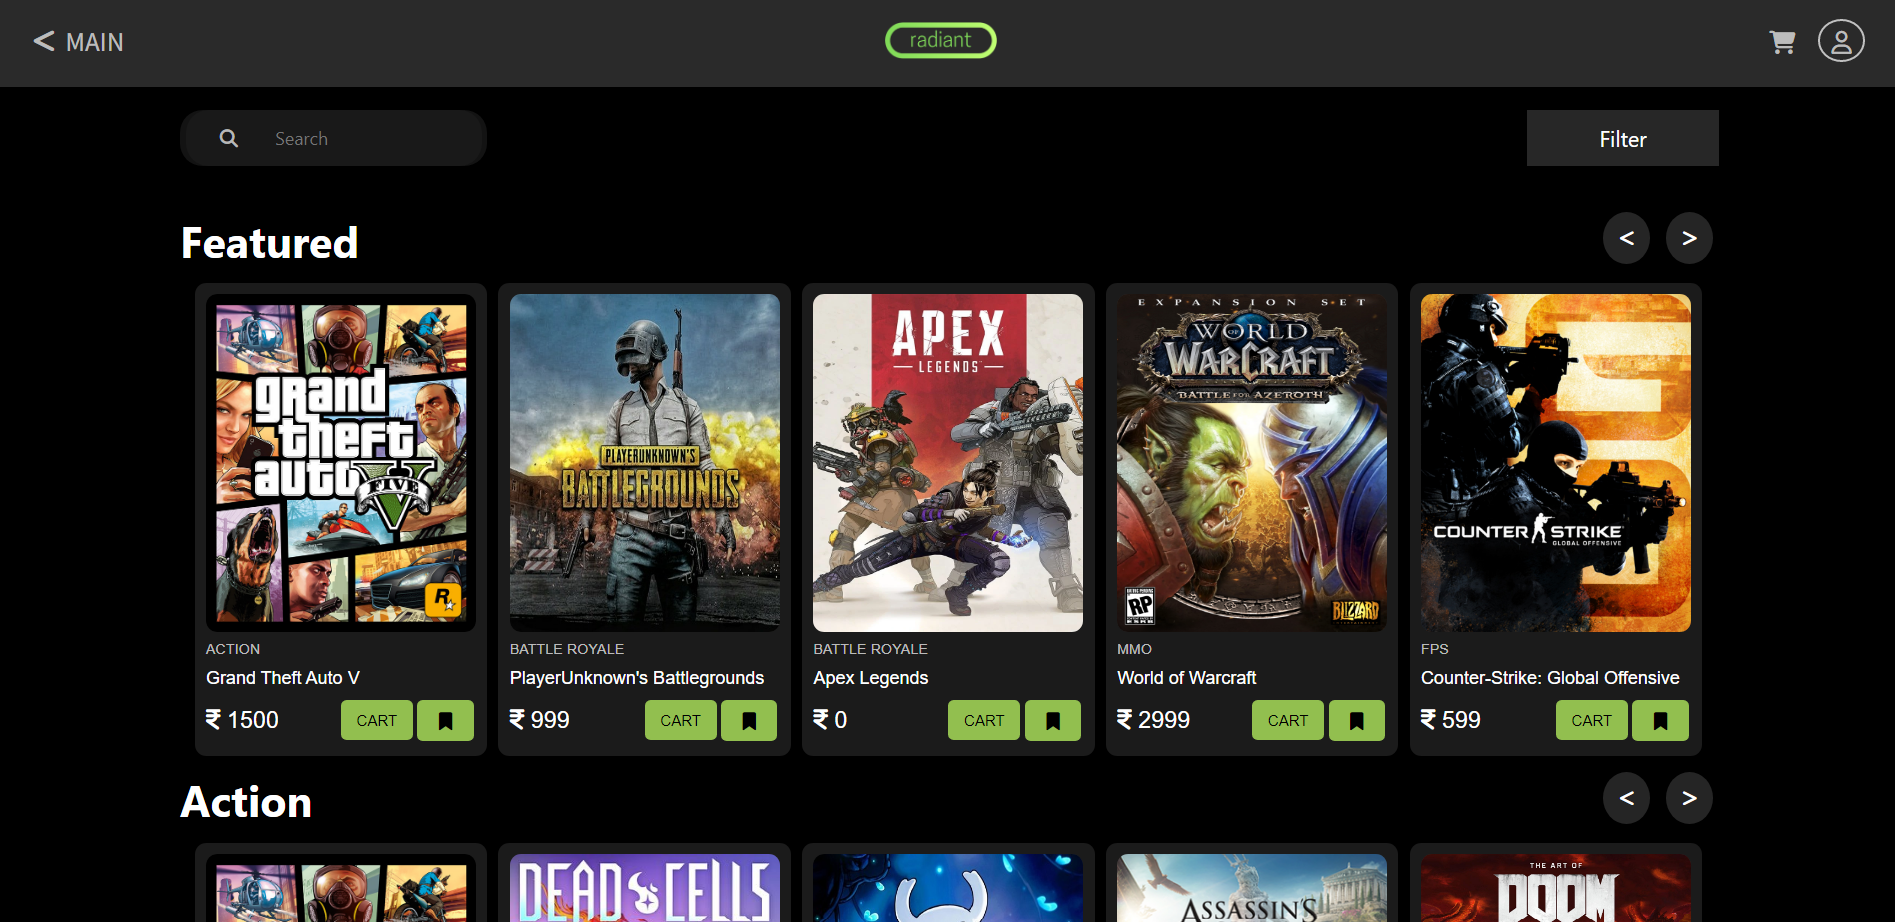 < MAIN
radiant
Search
Filter
Featured
< >
EXPANSION SET
grand
theft
auto
FIVE
V
R
PLAYERUNKNOWN'S
BATTLEGROUNDS
APEX
LEGENDS
WORLD
OF
WARCRAFT
BATTLE FOR AZEROTH
RP
BLIZZARD
ENTERTAINMENT
COUNTER STRIKE
GLOBAL OFFENSIVE
ACTION
Grand Theft Auto V
₹ 1500 CART
BATTLE ROYALE
PlayerUnknown's Battlegrounds
₹ 999 CART
BATTLE ROYALE
Apex Legends
₹ 0 CART
MMO
World of Warcraft
₹ 2999 CART
FPS
Counter-Strike: Global Offensive
₹ 599 CART
Action
< >
DEAD CELLS
ASSASSIN'S
THE ART OF
DOOM